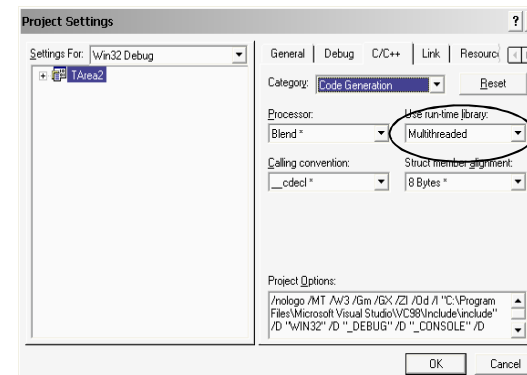 Project Settings
Settings For: Win32 Debug
TArea2
General Debug C/C++ Link Resourc
Category: Code Generation Reset
Processor: Use run-time library:
Blend * Multithreaded
Calling convention: Struct member alignment:
__cdecl * 8 Bytes *
Project Options:
/nologo /MT /W3 /Gm /GX /ZI /Od /I "C:\Program
Files\Microsoft Visual Studio\VC98\Include\include"
/D "WIN32" /D "_DEBUG" /D "_CONSOLE" /D
OK Cancel